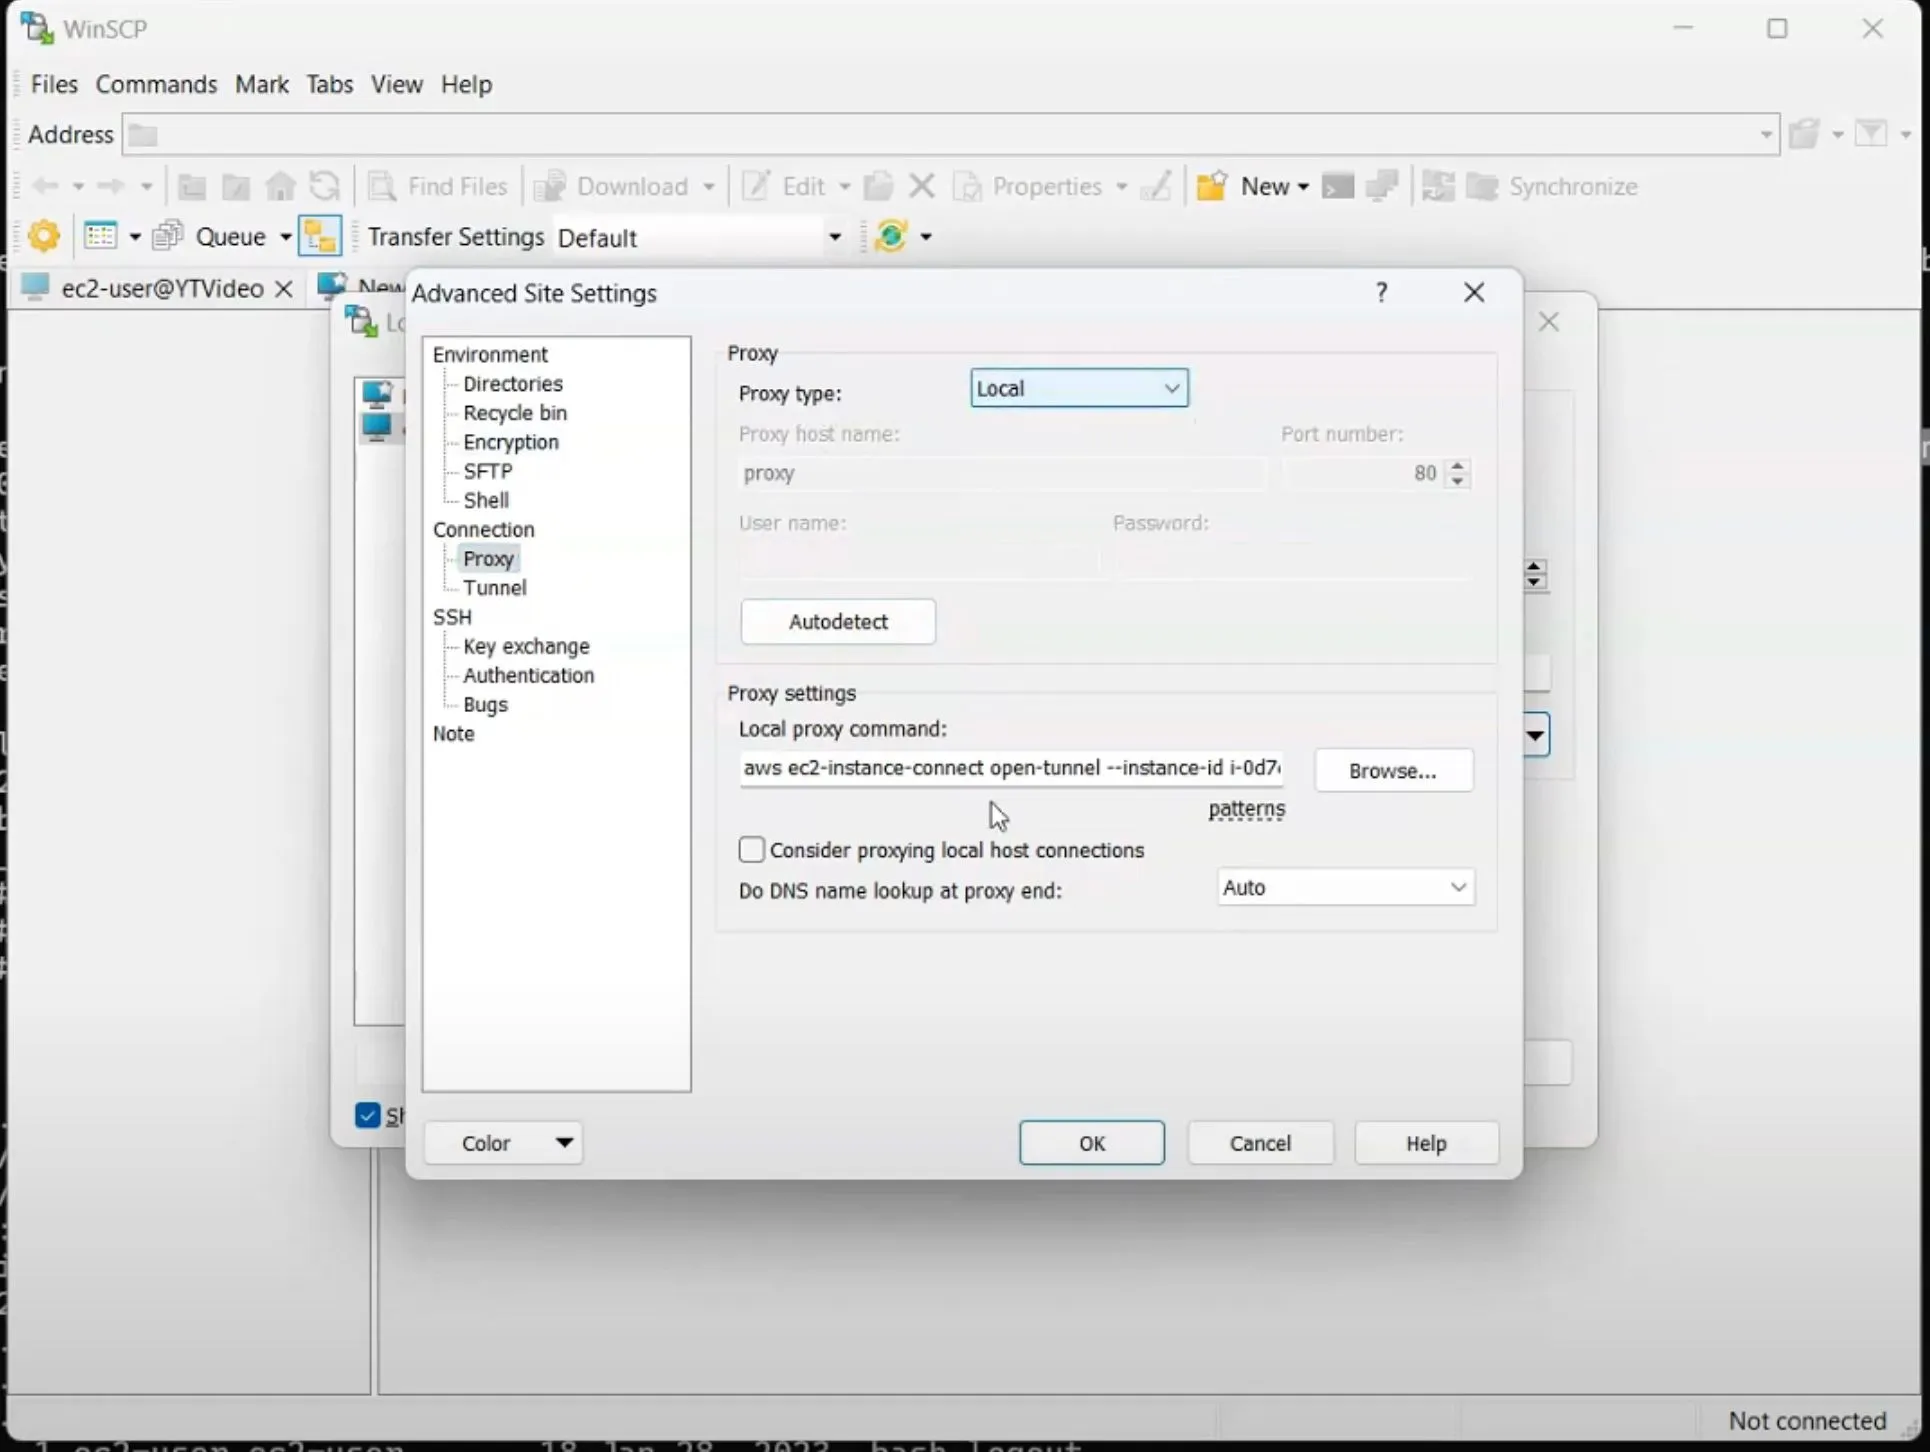 WinSCP
Files Commands Mark Tabs View Help
Address
Find Files Download Edit Properties New Synchronize
Queue Transfer Settings Default
ec2-user@YTVideo New
Advanced Site Settings ?
Environment
Directories
Recycle bin
Encryption
SFTP
Shell
Connection
Proxy
Tunnel
SSH
Key exchange
Authentication
Bugs
Note
Proxy
Proxy type: Local
Proxy host name: Port number:
proxy 80
User name: Password:
Autodetect
Proxy settings
Local proxy command:
aws ec2-instance-connect open-tunnel --instance-id i-0d7 Browse...
patterns
Consider proxying local host connections
Do DNS name lookup at proxy end: Auto
Color OK Cancel Help
Not connected